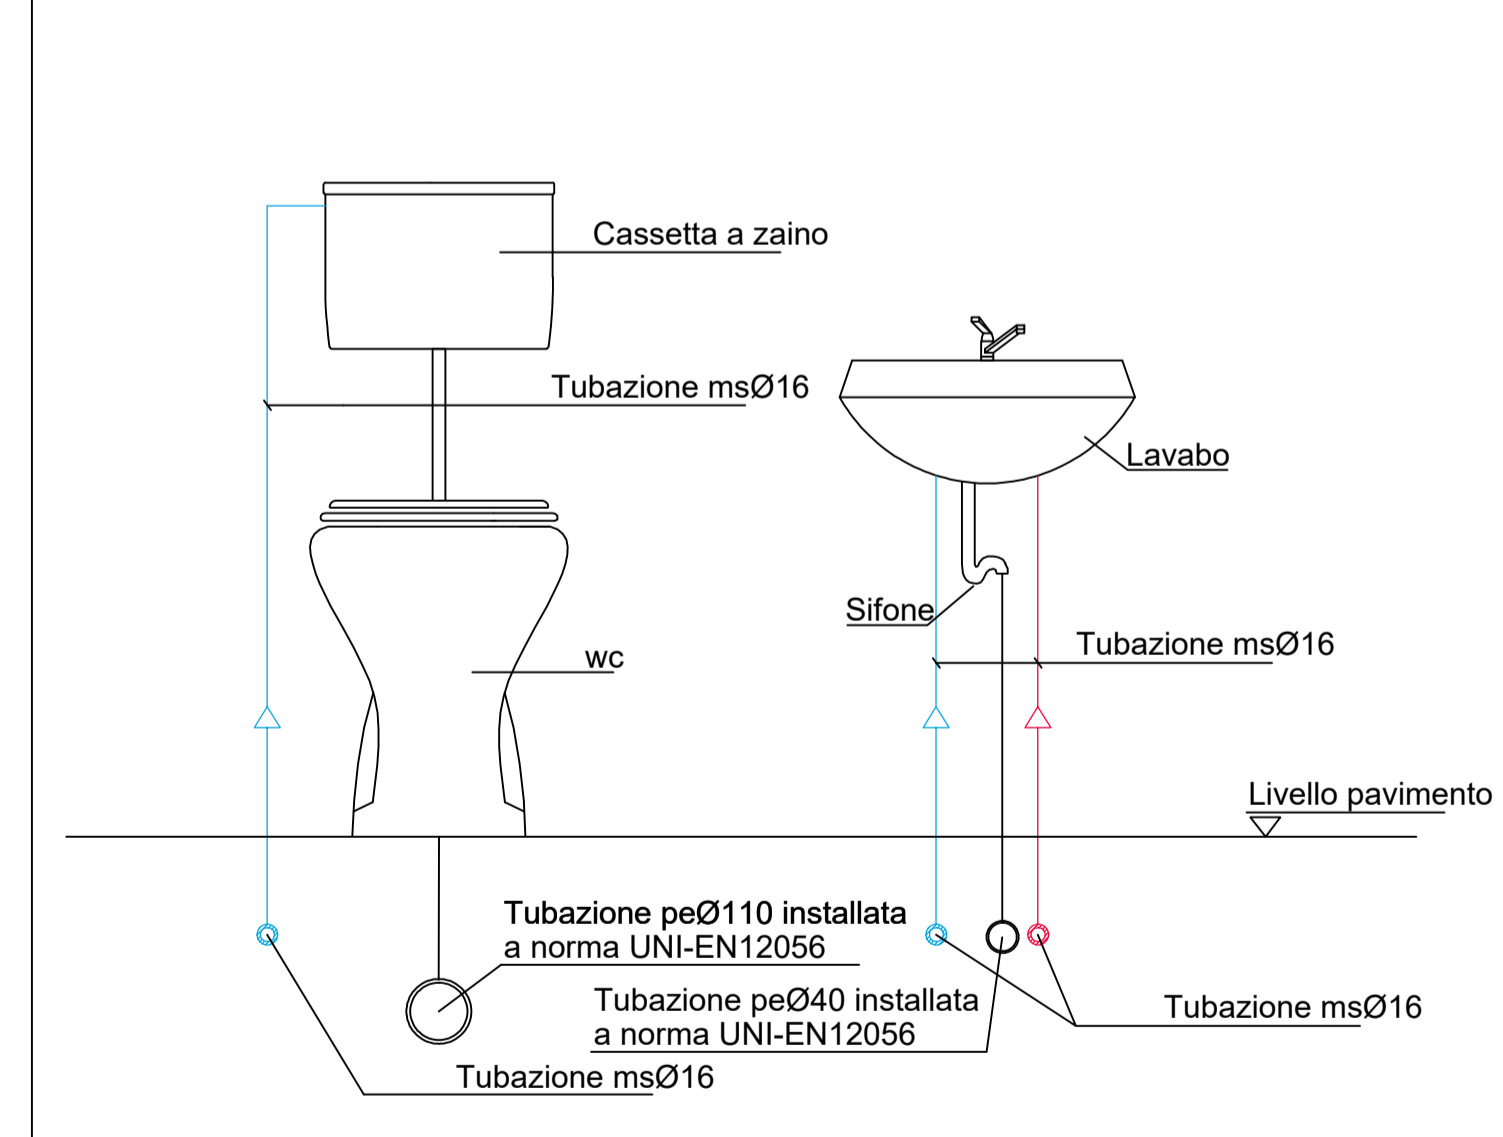 Cassetta a zaino
Tubazione msØ16
Lavabo
Sifone
Tubazione msØ16
wc
Livello pavimento
Tubazione peØ110 installata
a norma UNI-EN12056
Tubazione peØ40 installata
a norma UNI-EN12056
Tubazione msØ16
Tubazione msØ16